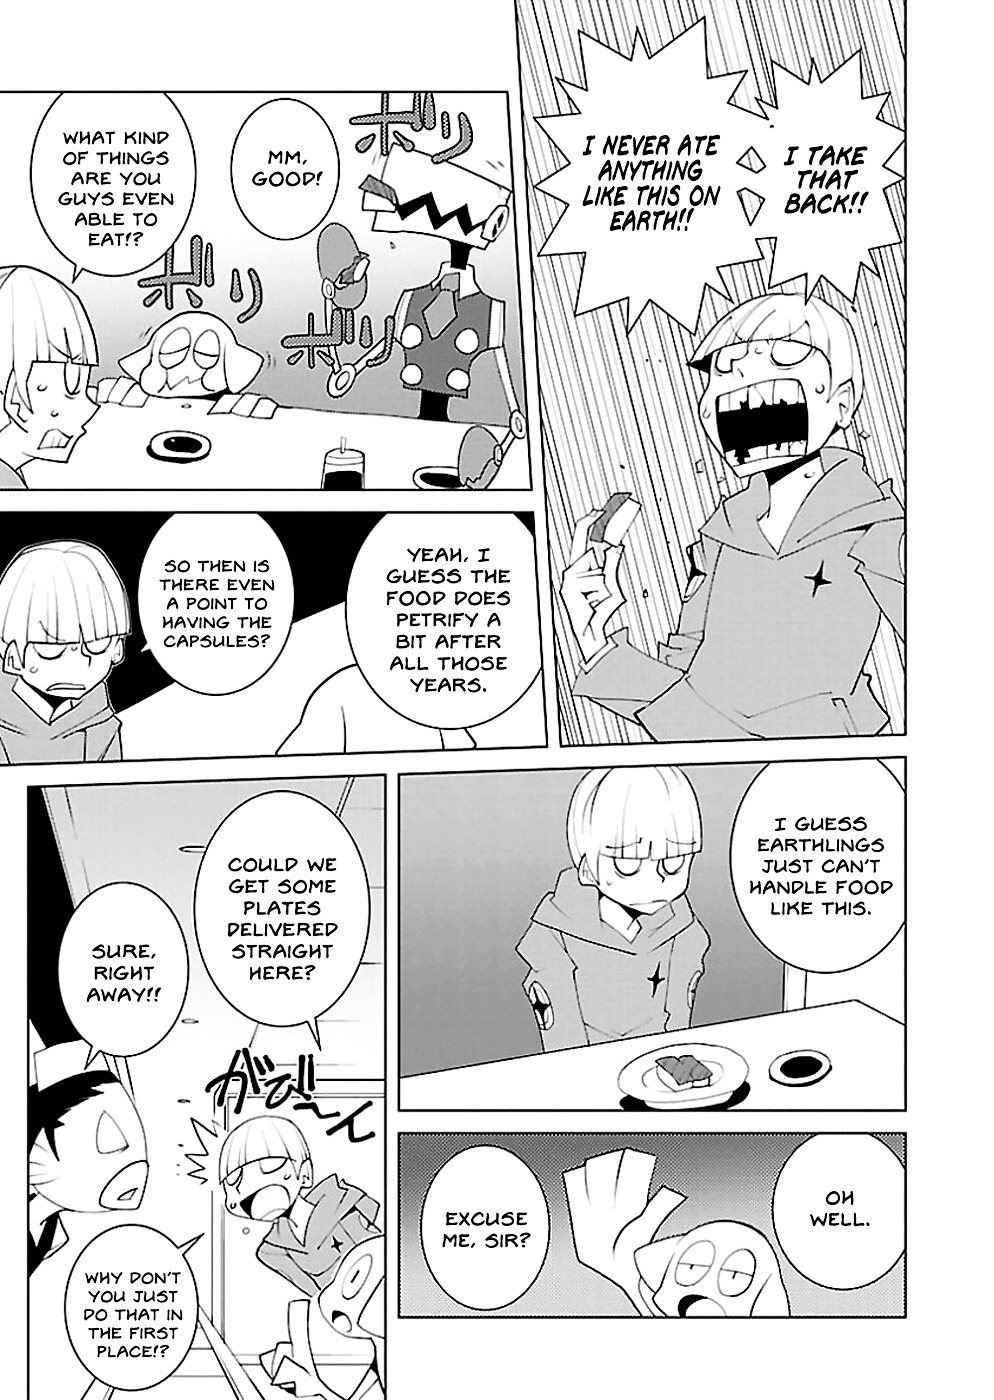 I TAKE
THAT
BACK!!
I NEVER ATE
ANYTHING
LIKE THIS ON
EARTH!!
ボリ
MM,
GOOD!
ボリ
ボリ
WHAT KIND
OF THINGS
ARE YOU
GUYS EVEN
ABLE TO
EAT!?
YEAH, I
GUESS THE
FOOD DOES
PETRIFY A
BIT AFTER
ALL THOSE
YEARS.
SO THEN IS
THERE EVEN
A POINT TO
HAVING THE
CAPSULES?
I GUESS
EARTHLINGS
JUST CAN'T
HANDLE FOOD
LIKE THIS.
OH
WELL.
EXCUSE
ME, SIR?
COULD WE
GET SOME
PLATES
DELIVERED
STRAIGHT
HERE?
SURE,
RIGHT
AWAY!!
がび〜ん
WHY DON'T
YOU JUST
DO THAT IN
THE FIRST
PLACE!?